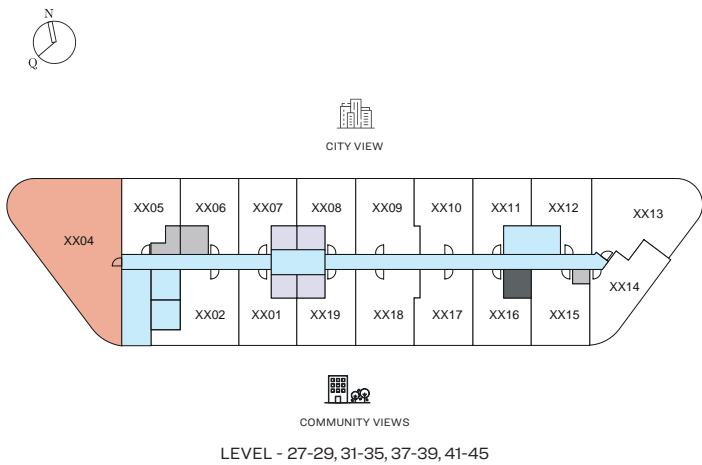 N
Q
CITY VIEW
XX05 XX06 XX07 XX08 XX09 XX10 XX11 XX12
XX04 XX13
XX14
XX02 XX01 XX19 XX18 XX17 XX16 XX15
COMMUNITY VIEWS
LEVEL - 27-29, 31-35, 37-39, 41-45